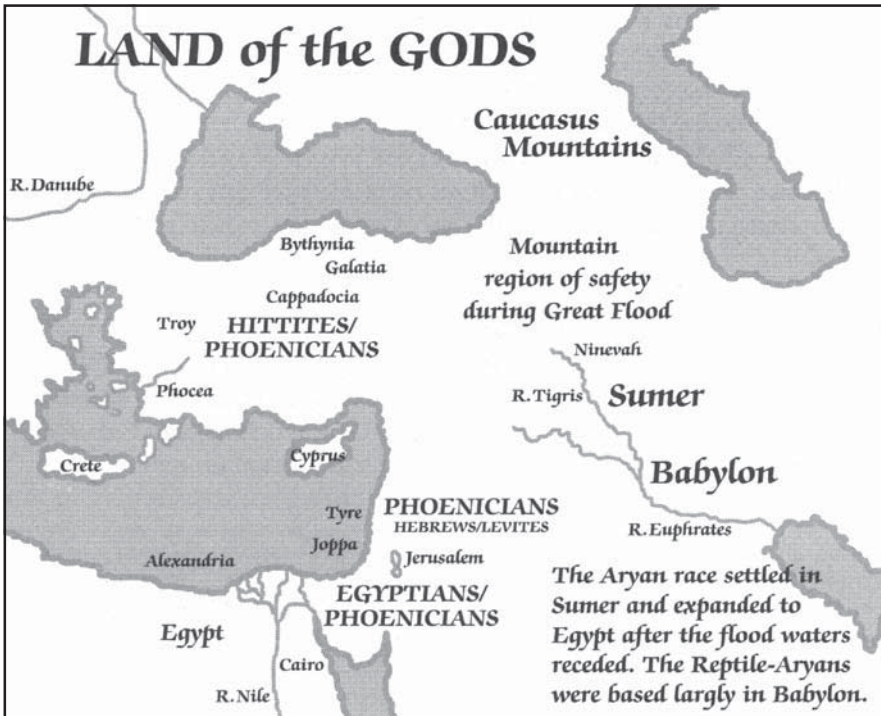 LAND of the GODS
Caucasus
Mountains
R. Danube
Bythynia
Galatia
Mountain
region of safety
during Great Flood
Cappadocia
Troy
HITTITES/
PHOENICIANS
Ninevah
Phocea
R. Tigris
Sumer
Crete
Cyprus
Babylon
Tyre
PHOENICIANS
HEBREWS/LEVITES
R. Euphrates
Joppa
Jerusalem
Alexandria
EGYPTIANS/
PHOENICIANS
Egypt
Cairo
R. Nile
The Aryan race settled in
Sumer and expanded to
Egypt after the flood waters
receded. The Reptile-Aryans
were based largely in Babylon.